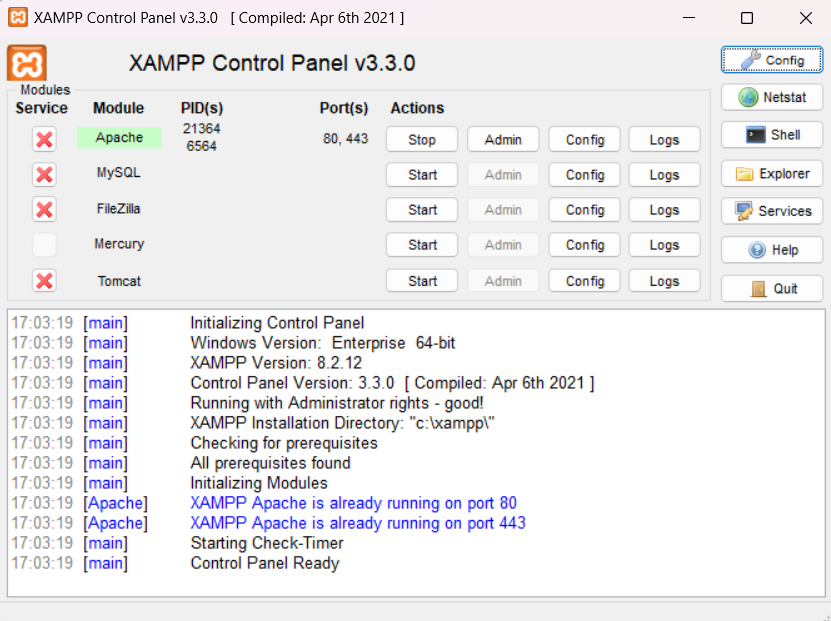 XAMPP Control Panel v3.3.0 [ Compiled: Apr 6th 2021 ]
XAMPP Control Panel v3.3.0
Config
Modules
Service Module PID(s) Port(s) Actions
Netstat
Apache 21364 6564 80, 443 Stop Admin Config Logs
Shell
MySQL Start Admin Config Logs
Explorer
FileZilla Start Admin Config Logs
Services
Mercury Start Admin Config Logs
Help
Tomcat Start Admin Config Logs
Quit
17:03:19 [main] Initializing Control Panel
17:03:19 [main] Windows Version: Enterprise 64-bit
17:03:19 [main] XAMPP Version: 8.2.12
17:03:19 [main] Control Panel Version: 3.3.0 [ Compiled: Apr 6th 2021 ]
17:03:19 [main] Running with Administrator rights - good!
17:03:19 [main] XAMPP Installation Directory: "c:\xampp\"
17:03:19 [main] Checking for prerequisites
17:03:19 [main] All prerequisites found
17:03:19 [main] Initializing Modules
17:03:19 [Apache] XAMPP Apache is already running on port 80
17:03:19 [Apache] XAMPP Apache is already running on port 443
17:03:19 [main] Starting Check-Timer
17:03:19 [main] Control Panel Ready